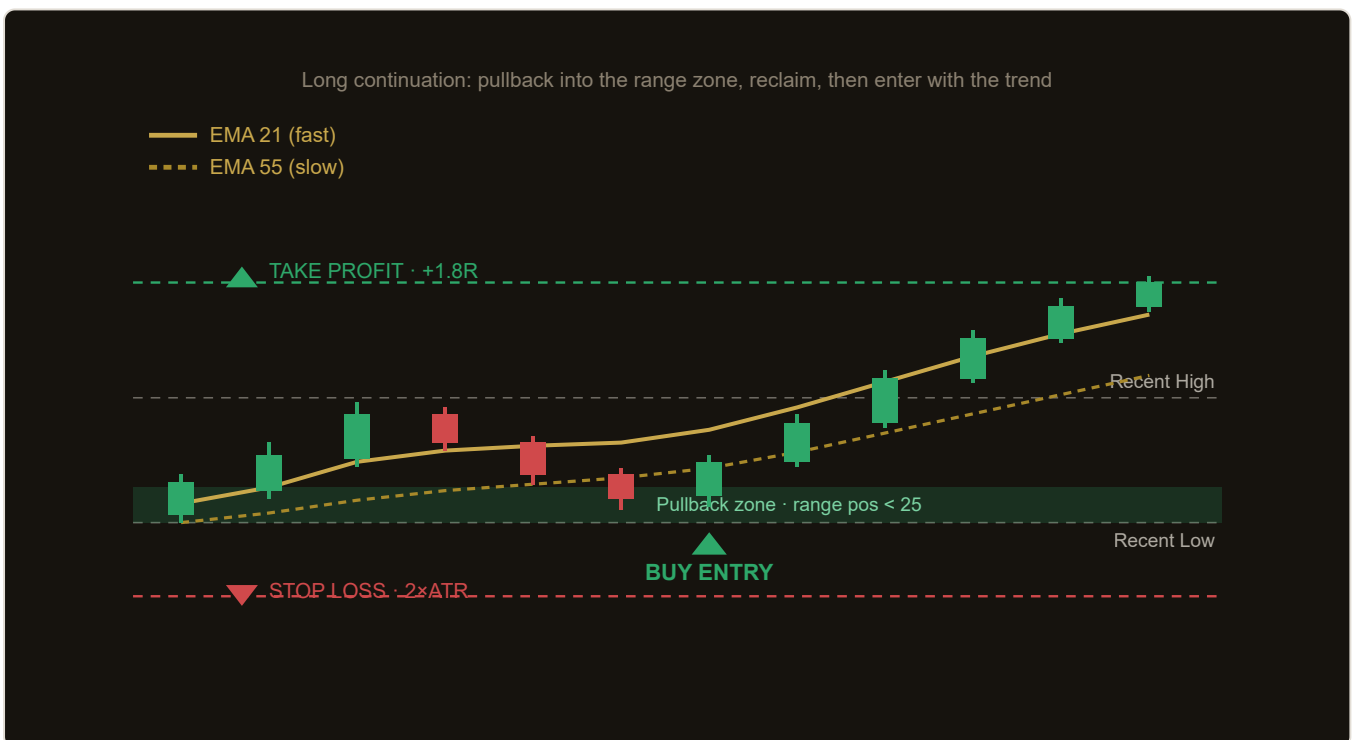 Long continuation: pullback into the range zone, reclaim, then enter with the trend
EMA 21 (fast)
EMA 55 (slow)
TAKE PROFIT · +1.8R
Recent High
Pullback zone · range pos < 25
Recent Low
BUY ENTRY
STOP LOSS · 2×ATR